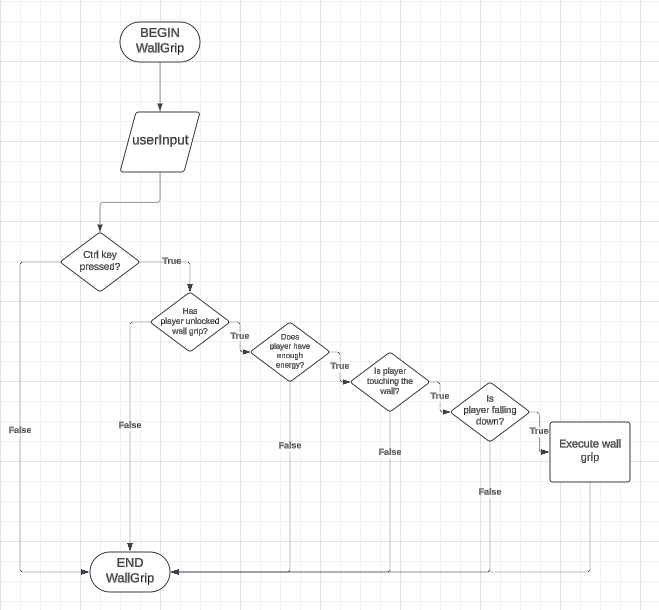 BEGIN
WallGrip
userInput
Ctrl key
pressed?
True
Has
player unlocked
wall grip?
True
Does
player have
enough
energy?
True
Is player
touching the
wall?
True
Is
player falling
down?
True
Execute wall
grip
False
False
False
False
False
END
WallGrip